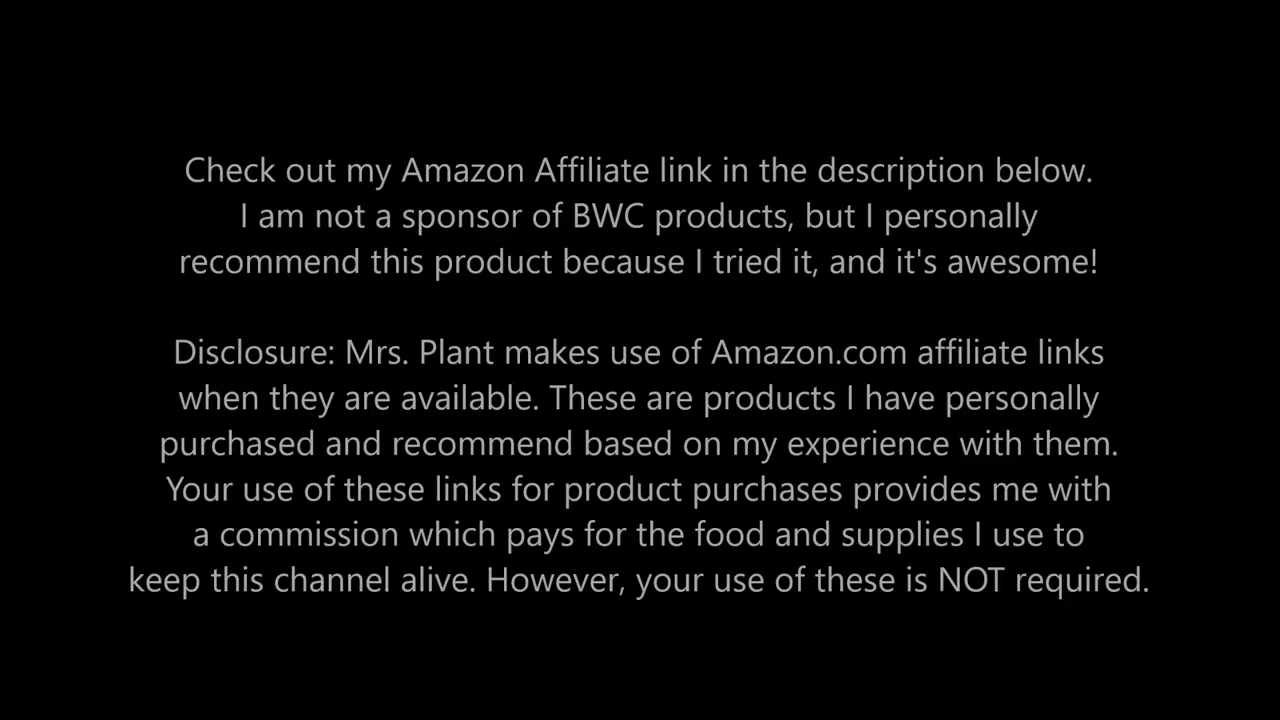 Check out my Amazon Affiliate link in the description below.
I am not a sponsor of BWC products, but I personally
recommend this product because I tried it, and it's awesome!
Disclosure: Mrs. Plant makes use of Amazon.com affiliate links
when they are available. These are products I have personally
purchased and recommend based on my experience with them.
Your use of these links for product purchases provides me with
a commission which pays for the food and supplies I use to
keep this channel alive. However, your use of these is NOT required.